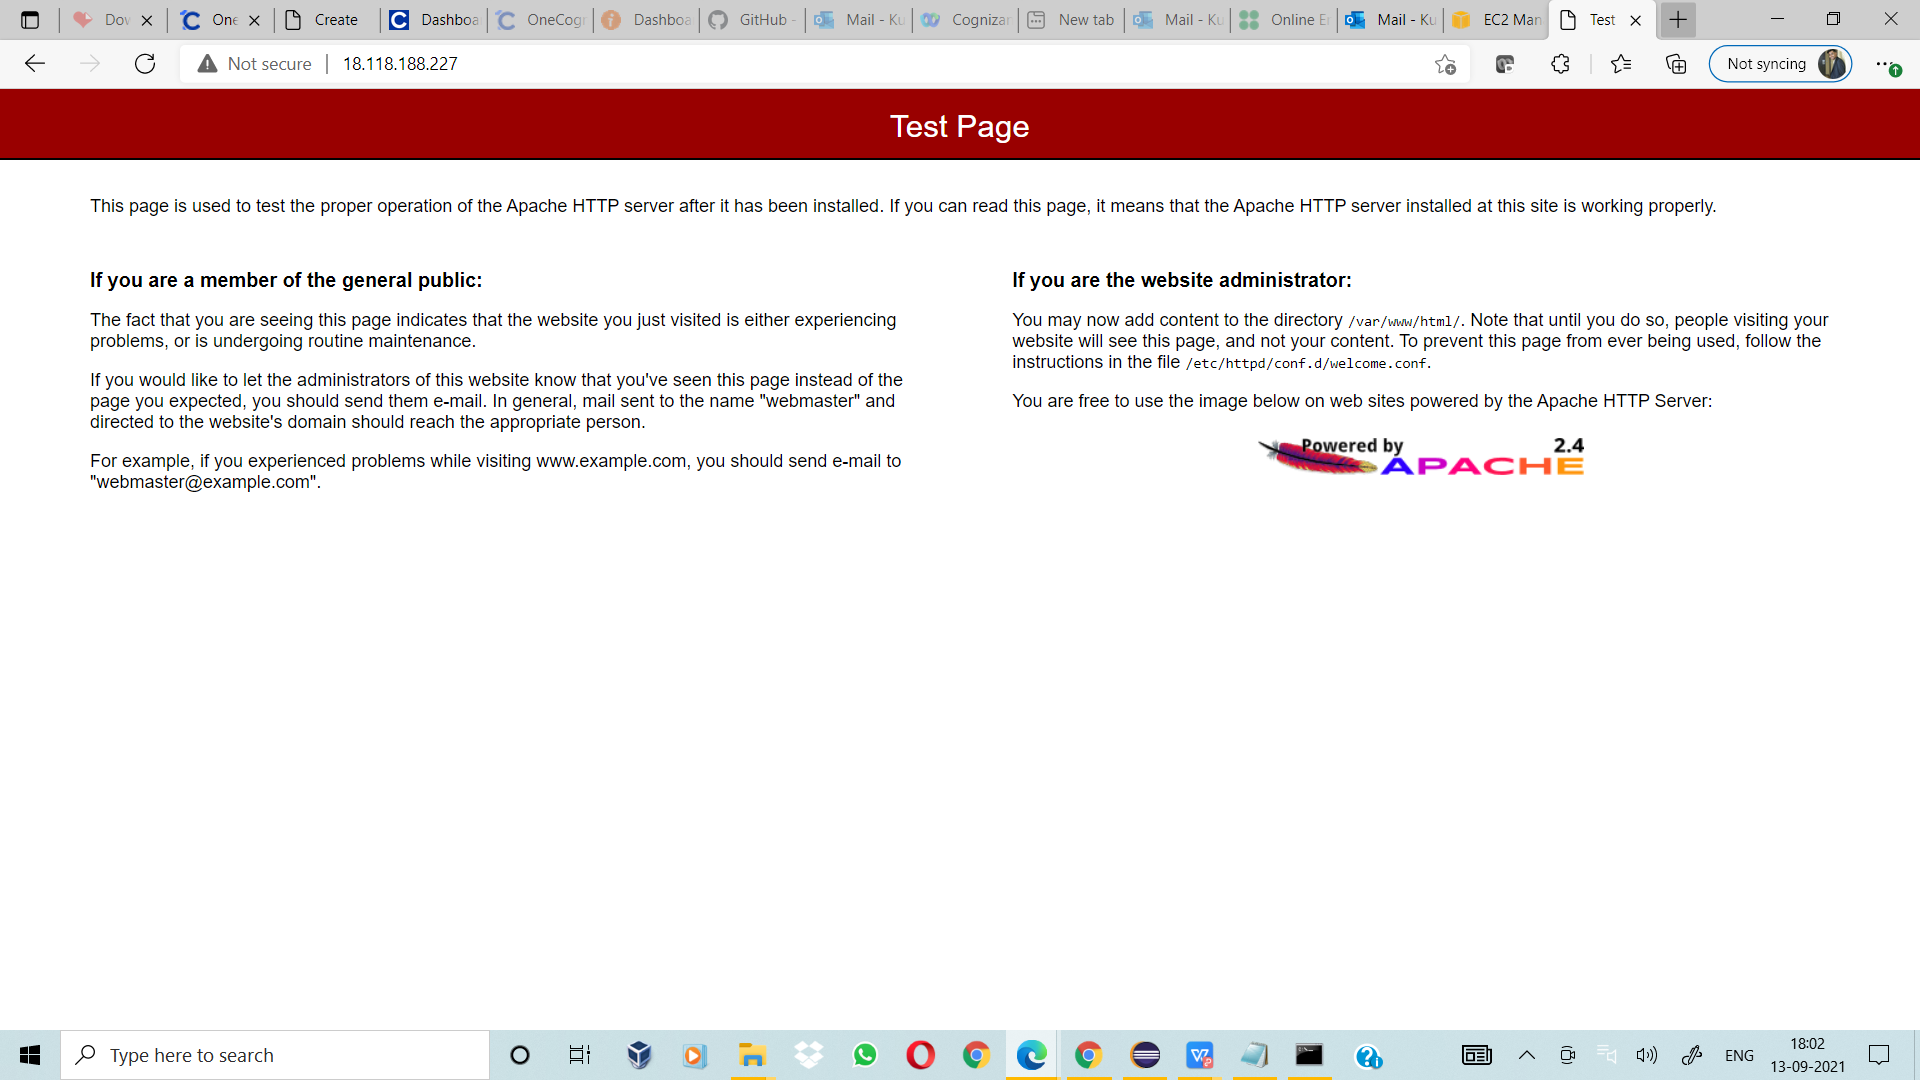 Dov
One
Create
Dashboa
OneCogn
Dashboa
GitHub -
Mail - Ku
Cognizan
New tab
Mail - Ku
Online En
Mail - Ku
EC2 Man
Test
Not secure
18.118.188.227
Not syncing
Test Page
This page is used to test the proper operation of the Apache HTTP server after it has been installed. If you can read this page, it means that the Apache HTTP server installed at this site is working properly.
If you are a member of the general public:
The fact that you are seeing this page indicates that the website you just visited is either experiencing
problems, or is undergoing routine maintenance.
If you would like to let the administrators of this website know that you've seen this page instead of the
page you expected, you should send them e-mail. In general, mail sent to the name "webmaster" and
directed to the website's domain should reach the appropriate person.
For example, if you experienced problems while visiting www.example.com, you should send e-mail to
"webmaster@example.com".
If you are the website administrator:
You may now add content to the directory /var/www/html/. Note that until you do so, people visiting your
website will see this page, and not your content. To prevent this page from ever being used, follow the
instructions in the file /etc/httpd/conf.d/welcome.conf.
You are free to use the image below on web sites powered by the Apache HTTP Server:
Powered by 2.4
APACHE
Type here to search
ENG
18:02
13-09-2021